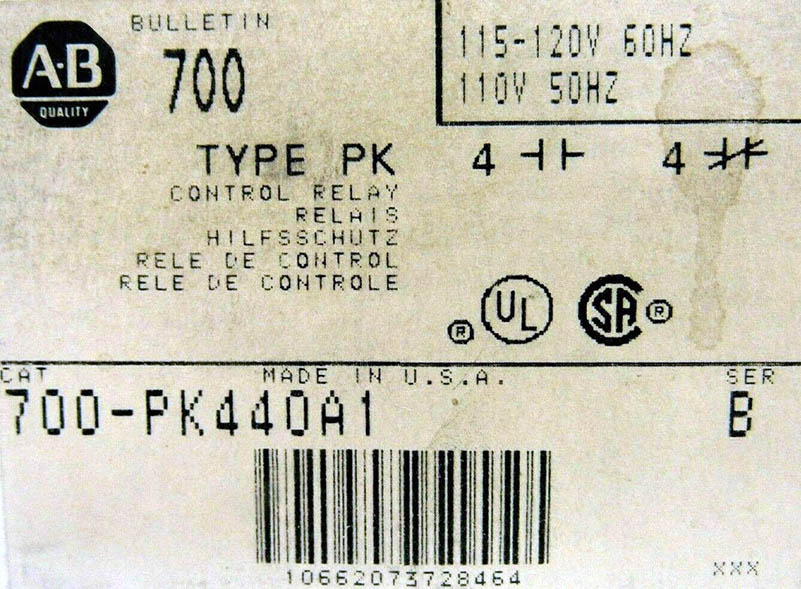 A·B
QUALITY
BULLETIN
700
115-120V 60HZ
110V 50HZ
TYPE PK
4 4
CONTROL RELAY
RELAIS
HILFSSCHUTZ
RELE DE CONTROL
RELE DE CONTROLE
® UL SA ®
CAT MADE IN U.S.A. SER
700-PK440A1 B
10662073728464
XXX